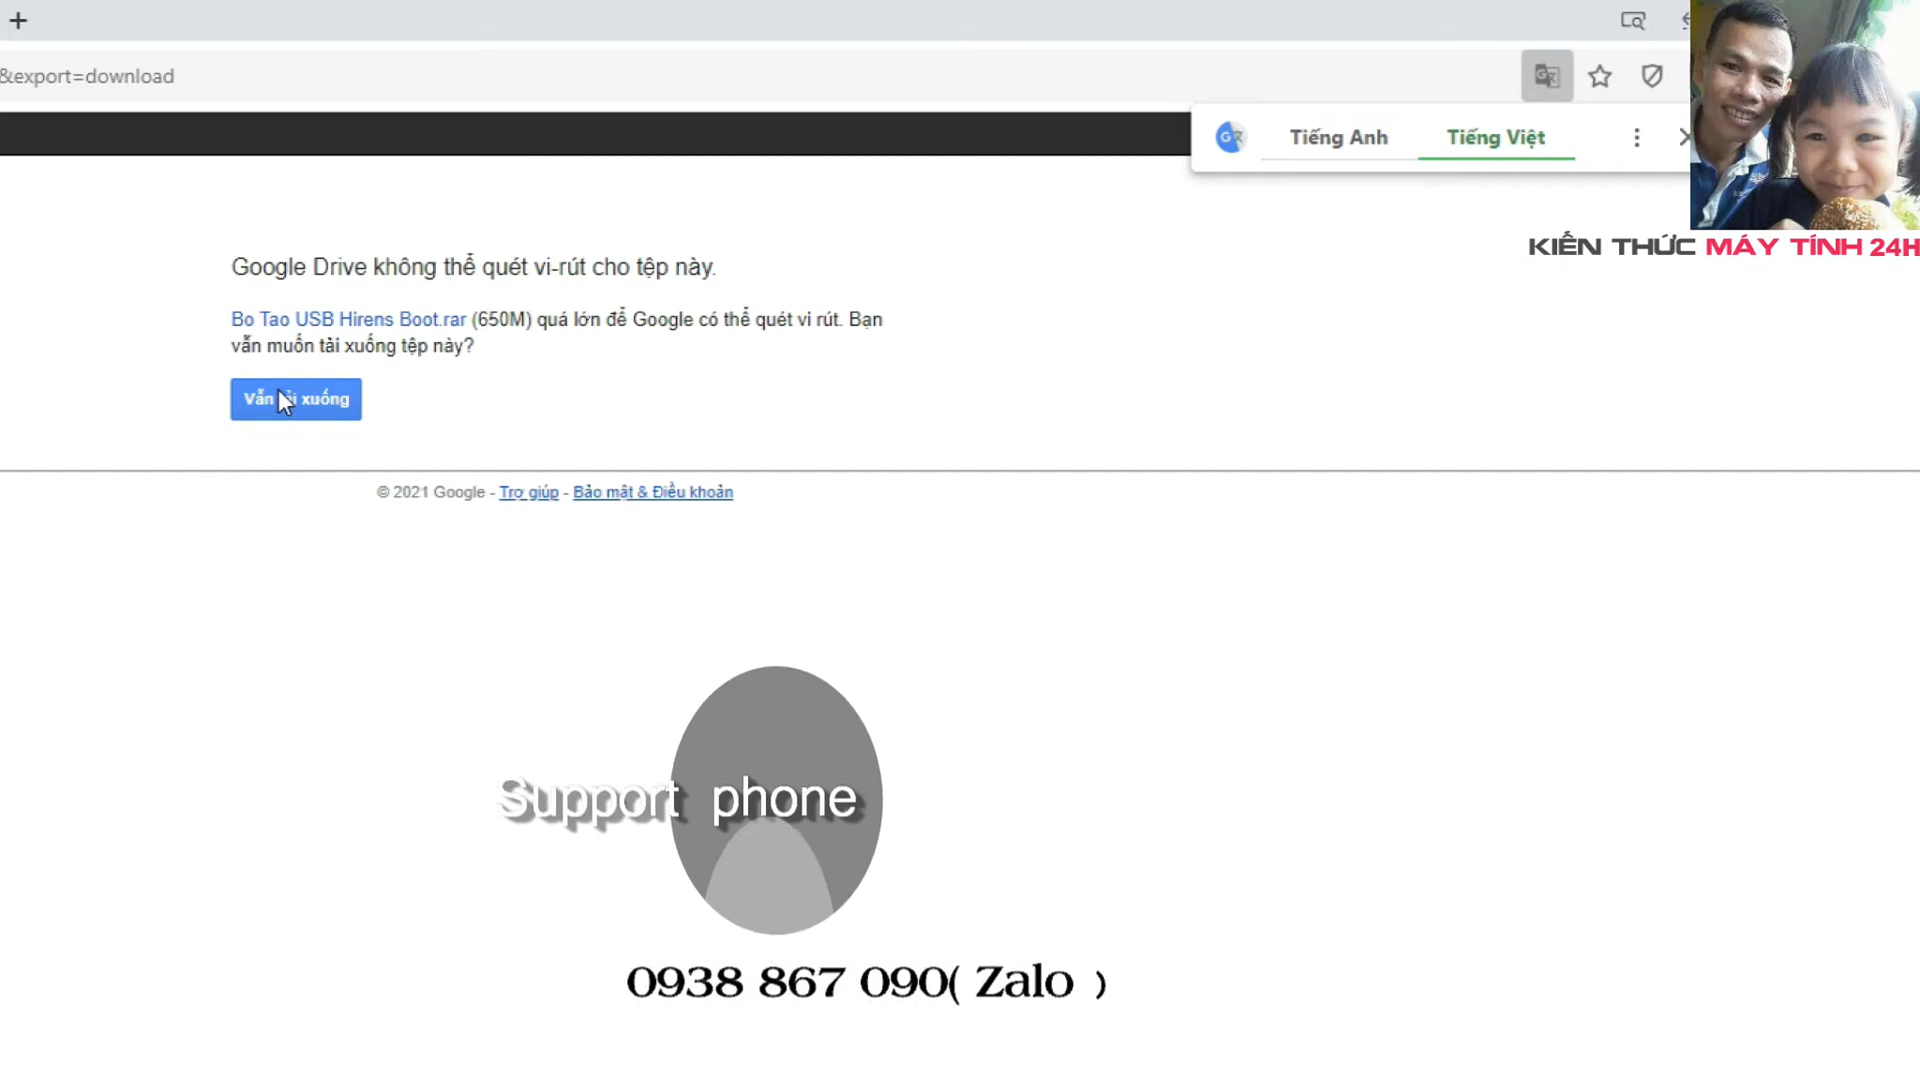 &export=download
Tiếng Anh Tiếng Việt
KIẾN THỨC MÁY TÍNH 24H
Google Drive không thể quét vi-rút cho tệp này.
Bo Tao USB Hirens Boot.rar (650M) quá lớn để Google có thể quét vi rút. Bạn
vẫn muốn tải xuống tệp này?
Vẫn tải xuống
© 2021 Google - Trợ giúp - Bảo mật & Điều khoản
Support phone
0938 867 090( Zalo )